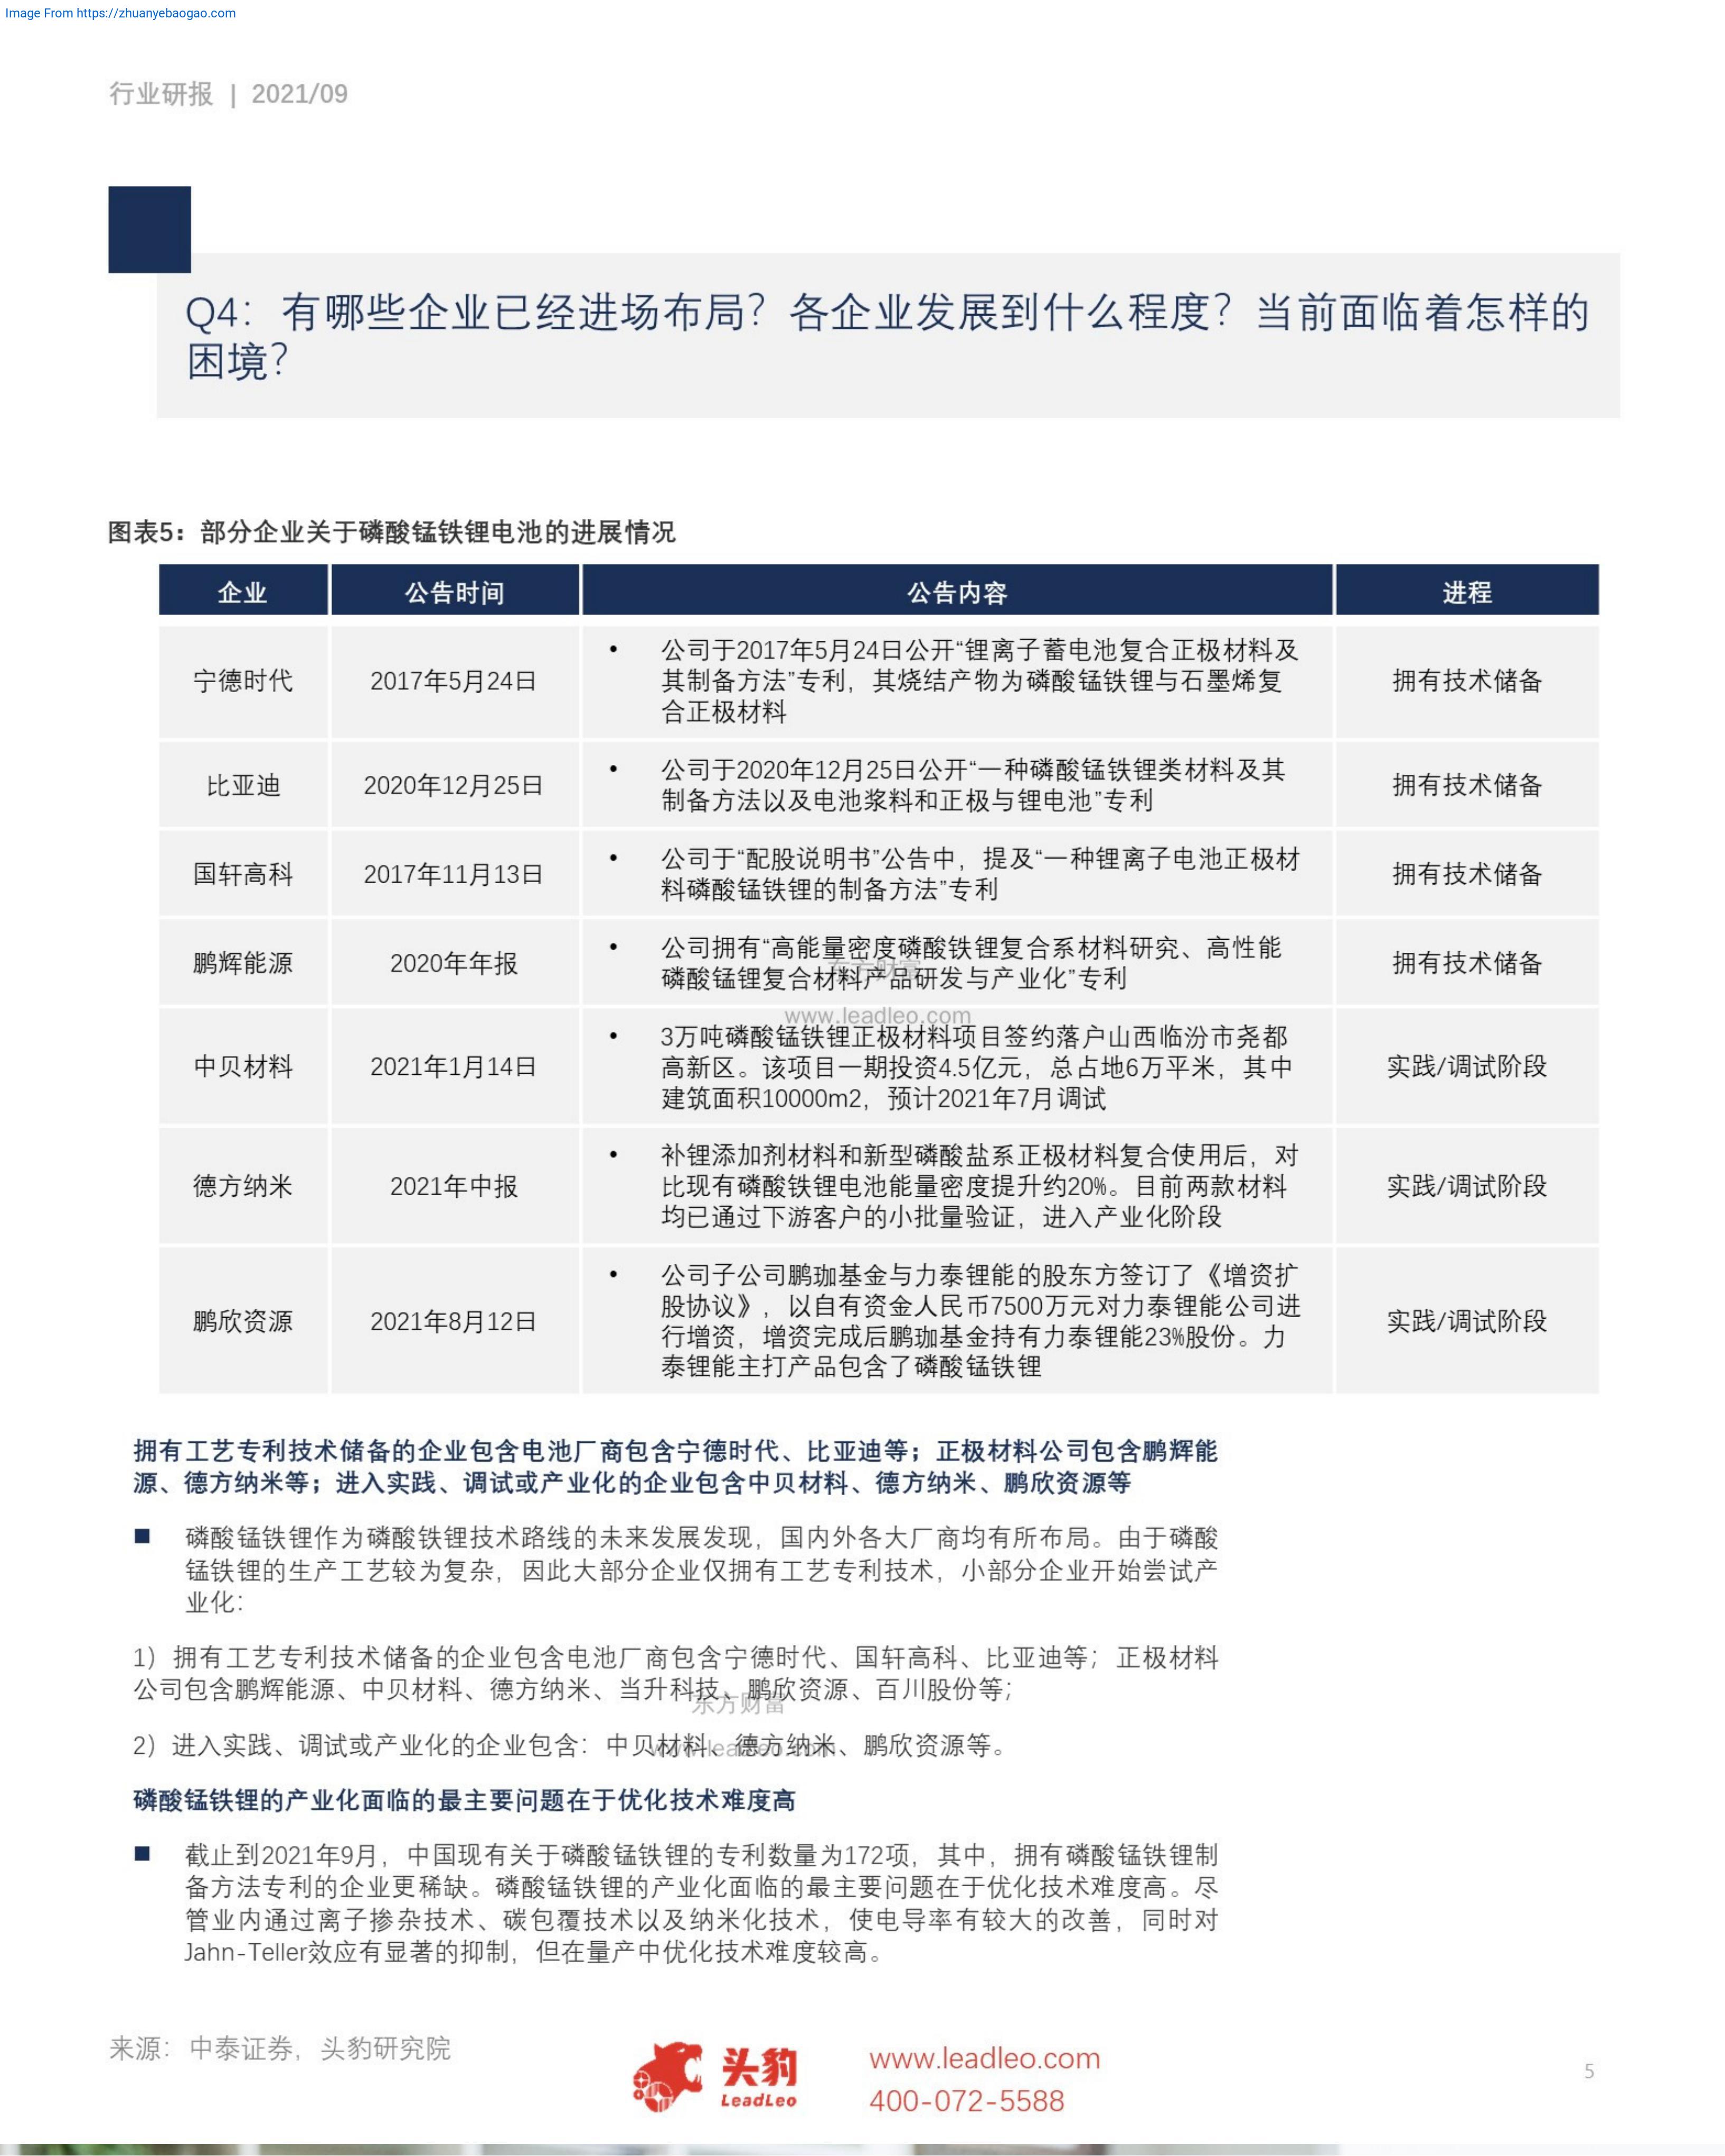 Image From https://zhuanyebaogao.com
行业研报 | 2021/09
Q4：有哪些企业已经进场布局？各企业发展到什么程度？当前面临着怎样的
困境？
图表5：部分企业关于磷酸锰铁锂电池的进展情况
企业 公告时间 公告内容 进程
宁德时代 2017年5月24日
• 公司于2017年5月24日公开“锂离子蓄电池复合正极材料及
其制备方法”专利，其烧结产物为磷酸锰铁锂与石墨烯复
合正极材料
拥有技术储备
比亚迪 2020年12月25日
• 公司于2020年12月25日公开“一种磷酸锰铁锂类材料及其
制备方法以及电池浆料和正极与锂电池”专利
拥有技术储备
国轩高科 2017年11月13日
• 公司于“配股说明书”公告中，提及“一种锂离子电池正极材
料磷酸锰铁锂的制备方法”专利
拥有技术储备
鹏辉能源 2020年年报
• 公司拥有“高能量密度磷酸铁锂复合系材料研究、高性能
磷酸锰锂复合材料产品研发与产业化”专利
拥有技术储备
东方财富
www.leadleo.com
中贝材料 2021年1月14日
• 3万吨磷酸锰铁锂正极材料项目签约落户山西临汾市尧都
高新区。该项目一期投资4.5亿元，总占地6万平米，其中
建筑面积10000m2，预计2021年7月调试
实践/调试阶段
德方纳米 2021年中报
• 补锂添加剂材料和新型磷酸盐系正极材料复合使用后，对
比现有磷酸铁锂电池能量密度提升约20%。目前两款材料
均已通过下游客户的小批量验证，进入产业化阶段
实践/调试阶段
鹏欣资源 2021年8月12日
• 公司子公司鹏珈基金与力泰锂能的股东方签订了《增资扩
股协议》，以自有资金人民币7500万元对力泰锂能公司进
行增资，增资完成后鹏珈基金持有力泰锂能23%股份。力
泰锂能主打产品包含了磷酸锰铁锂
实践/调试阶段
拥有工艺专利技术储备的企业包含电池厂商包含宁德时代、比亚迪等；正极材料公司包含鹏辉能
源、德方纳米等；进入实践、调试或产业化的企业包含中贝材料、德方纳米、鹏欣资源等
■ 磷酸锰铁锂作为磷酸铁锂技术路线的未来发展发现，国内外各大厂商均有所布局。由于磷酸
锰铁锂的生产工艺较为复杂，因此大部分企业仅拥有工艺专利技术，小部分企业开始尝试产
业化：
1）拥有工艺专利技术储备的企业包含电池厂商包含宁德时代、国轩高科、比亚迪等；正极材料
公司包含鹏辉能源、中贝材料、德方纳米、当升科技、鹏欣资源、百川股份等；
东方财富
2）进入实践、调试或产业化的企业包含：中贝材料、德方纳米、鹏欣资源等。
www.leadleo.com
磷酸锰铁锂的产业化面临的最主要问题在于优化技术难度高
■ 截止到2021年9月，中国现有关于磷酸锰铁锂的专利数量为172项，其中，拥有磷酸锰铁锂制
备方法专利的企业更稀缺。磷酸锰铁锂的产业化面临的最主要问题在于优化技术难度高。尽
管业内通过离子掺杂技术、碳包覆技术以及纳米化技术，使电导率有较大的改善，同时对
Jahn-Teller效应有显著的抑制，但在量产中优化技术难度较高。
来源：中泰证券，头豹研究院
头豹
LeadLeo
www.leadleo.com
400-072-5588
5